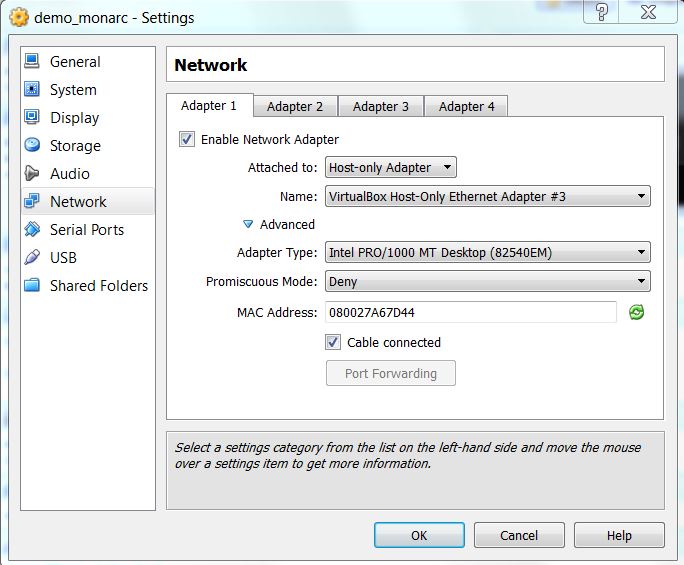 demo_monarc - Settings
General
System
Display
Storage
Audio
Network
Serial Ports
USB
Shared Folders
Network
Adapter 1 Adapter 2 Adapter 3 Adapter 4
Enable Network Adapter
Attached to: Host-only Adapter
Name: VirtualBox Host-Only Ethernet Adapter #3
Advanced
Adapter Type: Intel PRO/1000 MT Desktop (82540EM)
Promiscuous Mode: Deny
MAC Address: 080027A67D44
Cable connected
Port Forwarding
Select a settings category from the list on the left-hand side and move the mouse
over a settings item to get more information.
OK Cancel Help